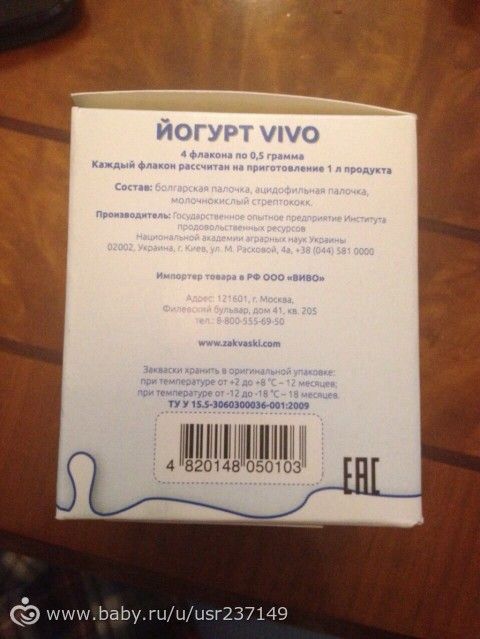 ЙОГУРТ VIVO
4 флакона по 0,5 грамма
Каждый флакон рассчитан на приготовление 1 л продукта
Состав: болгарская палочка, ацидофильная палочка,
молочнокислый стрептококк.
Производитель: Государственное опытное предприятие Института
продовольственных ресурсов
Национальной академии аграрных наук Украины
02002, Украина, г. Киев, ул. М. Расковой, 4а, +38 (044) 581 0000
Импортер товара в РФ ООО «ВИВО»
Адрес: 121601, г. Москва,
Филевский бульвар, дом 41, кв. 205
тел.: 8-800-555-69-50
www.zakvaski.com
Закваски хранить в оригинальной упаковке:
при температуре от +2 до +8 °C – 12 месяцев;
при температуре от -12 до -18 °C – 18 месяцев.
ТУ У 15.5-3060300036-001:2009
4 820148 050103
ЕАС
www.baby.ru/u/usr237149